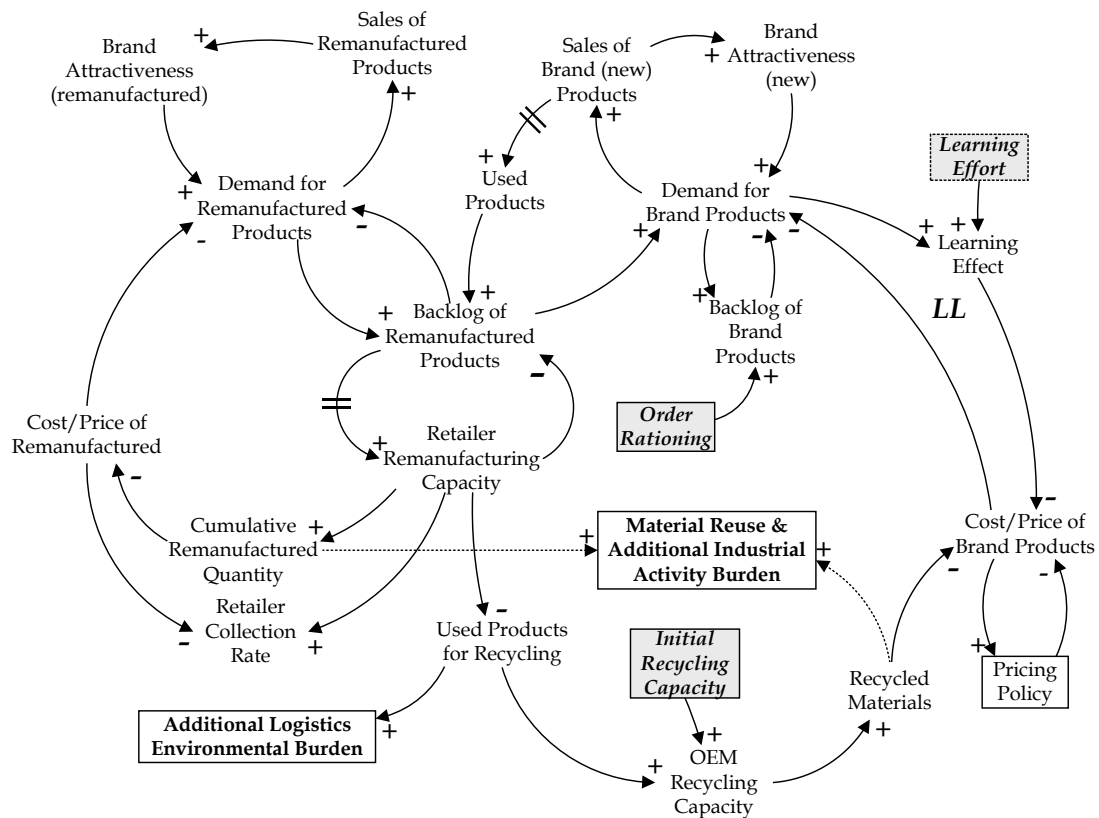 Brand
Attractiveness
(remanufactured)
+
Sales of
Remanufactured
Products
+
Sales of
Brand (new)
Products
+
+
Brand
Attractiveness
(new)
Learning
Effort
+
Used
Products
+
Demand for
Remanufactured
Products
-
-
+
Demand for
Brand Products
+
-
-
+
+
Learning
Effect
LL
+
Backlog of
Remanufactured
Products
+
-
+
Backlog of
Brand
Products
+
Order
Rationing
Cost/Price of
Remanufactured
-
Retailer
Remanufacturing
Capacity
+
Cumulative
Remanufactured
Quantity
+
Retailer
Collection
Rate
-
+
+
Material Reuse &
Additional Industrial
Activity Burden
+
Cost/Price of
Brand Products
-
-
-
+
Pricing
Policy
-
Used Products
for Recycling
Initial
Recycling
Capacity
Recycled
Materials
+
Additional Logistics
Environmental Burden
+
+
+
OEM
Recycling
Capacity